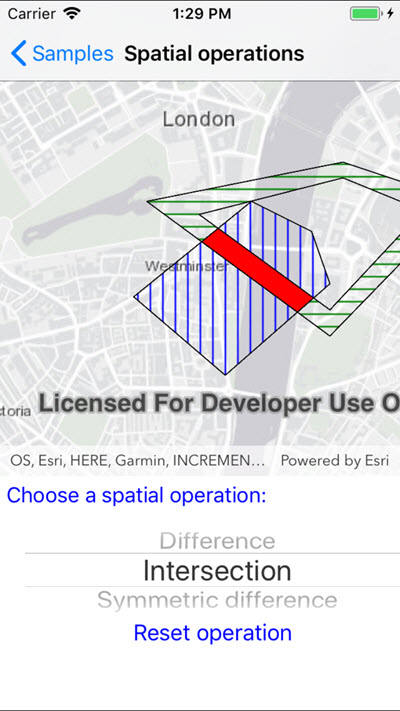 Carrier 1:29 PM
Samples Spatial operations
London
Westminster
toria
Licensed For Developer Use O
OS, Esri, HERE, Garmin, INCREMEN... Powered by Esri
Choose a spatial operation:
Difference
Intersection
Symmetric difference
Reset operation